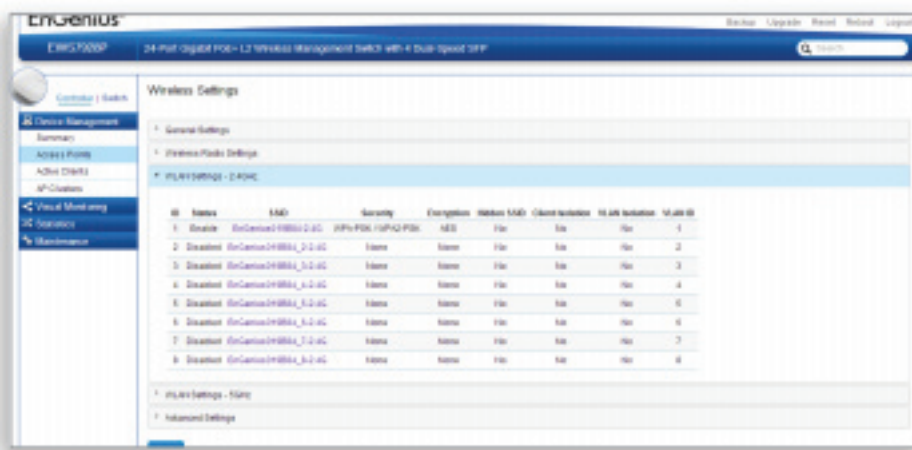 EnGenius
Backup Upgrade Reset Reboot Logout
EWS7928P 24-Port Gigabit PoE+ L2 Wireless Management Switch with 4 Dual-Speed SFP Search
Controller | Switch
Wireless Settings
Device Management
Summary
Access Points
Active Clients
AP Clusters
Visual Monitoring
Statistics
Maintenance
General Settings
Wireless Radio Settings
WLAN Settings - 2.4GHz
ID Status SSID Security Encryption Hidden SSID Client Isolation VLAN Isolation VLAN ID
1 Enable WPA-PSK / WPA2-PSK AES No No No 1
2 Disabled None None No No No 2
3 Disabled None None No No No 3
4 Disabled None None No No No 4
5 Disabled None None No No No 5
6 Disabled None None No No No 6
7 Disabled None None No No No 7
8 Disabled None None No No No 8
WLAN Settings - 5GHz
Advanced Settings